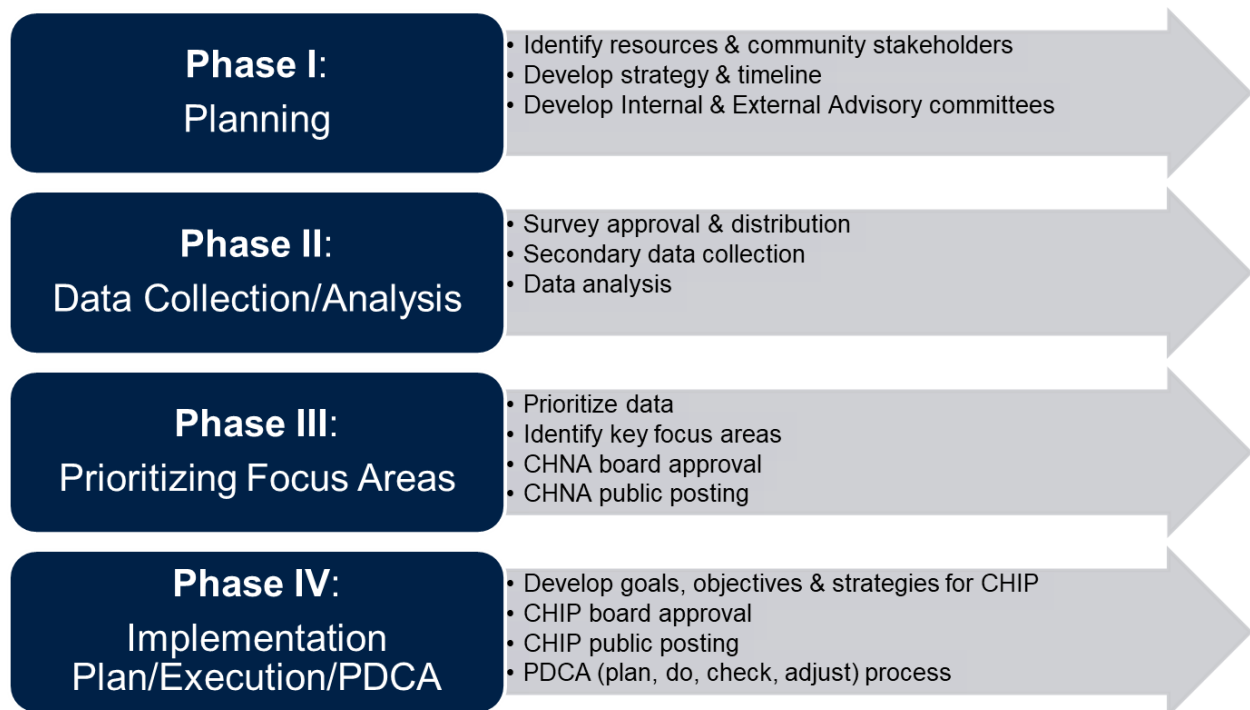 Phase I:
Planning
• Identify resources & community stakeholders
• Develop strategy & timeline
• Develop Internal & External Advisory committees
Phase II:
Data Collection/Analysis
• Survey approval & distribution
• Secondary data collection
• Data analysis
Phase III:
Prioritizing Focus Areas
• Prioritize data
• Identify key focus areas
• CHNA board approval
• CHNA public posting
Phase IV:
Implementation
Plan/Execution/PDCA
• Develop goals, objectives & strategies for CHIP
• CHIP board approval
• CHIP public posting
• PDCA (plan, do, check, adjust) process